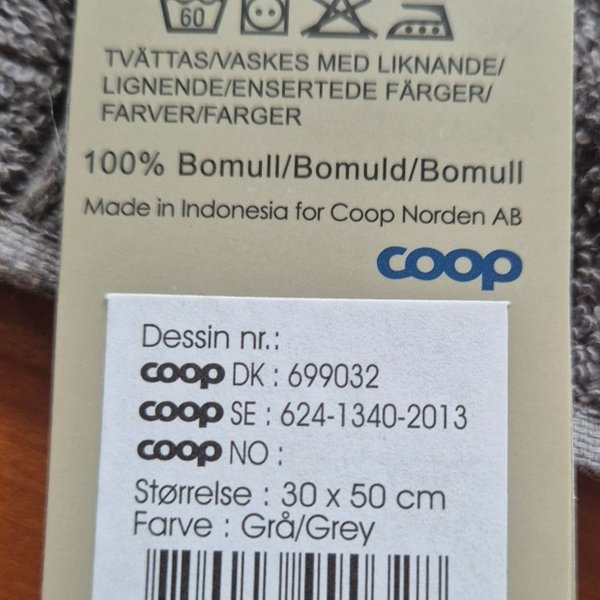 60
TVÄTTAS/VASKES MED LIKNANDE/
LIGNENDE/ENSERTEDE FÄRGER/
FARVER/FARGER
100% Bomull/Bomuld/Bomull
Made in Indonesia for Coop Norden AB
coop
Dessin nr.:
coop DK : 699032
coop SE : 624-1340-2013
coop NO :
Størrelse : 30 x 50 cm
Farve : Grå/Grey